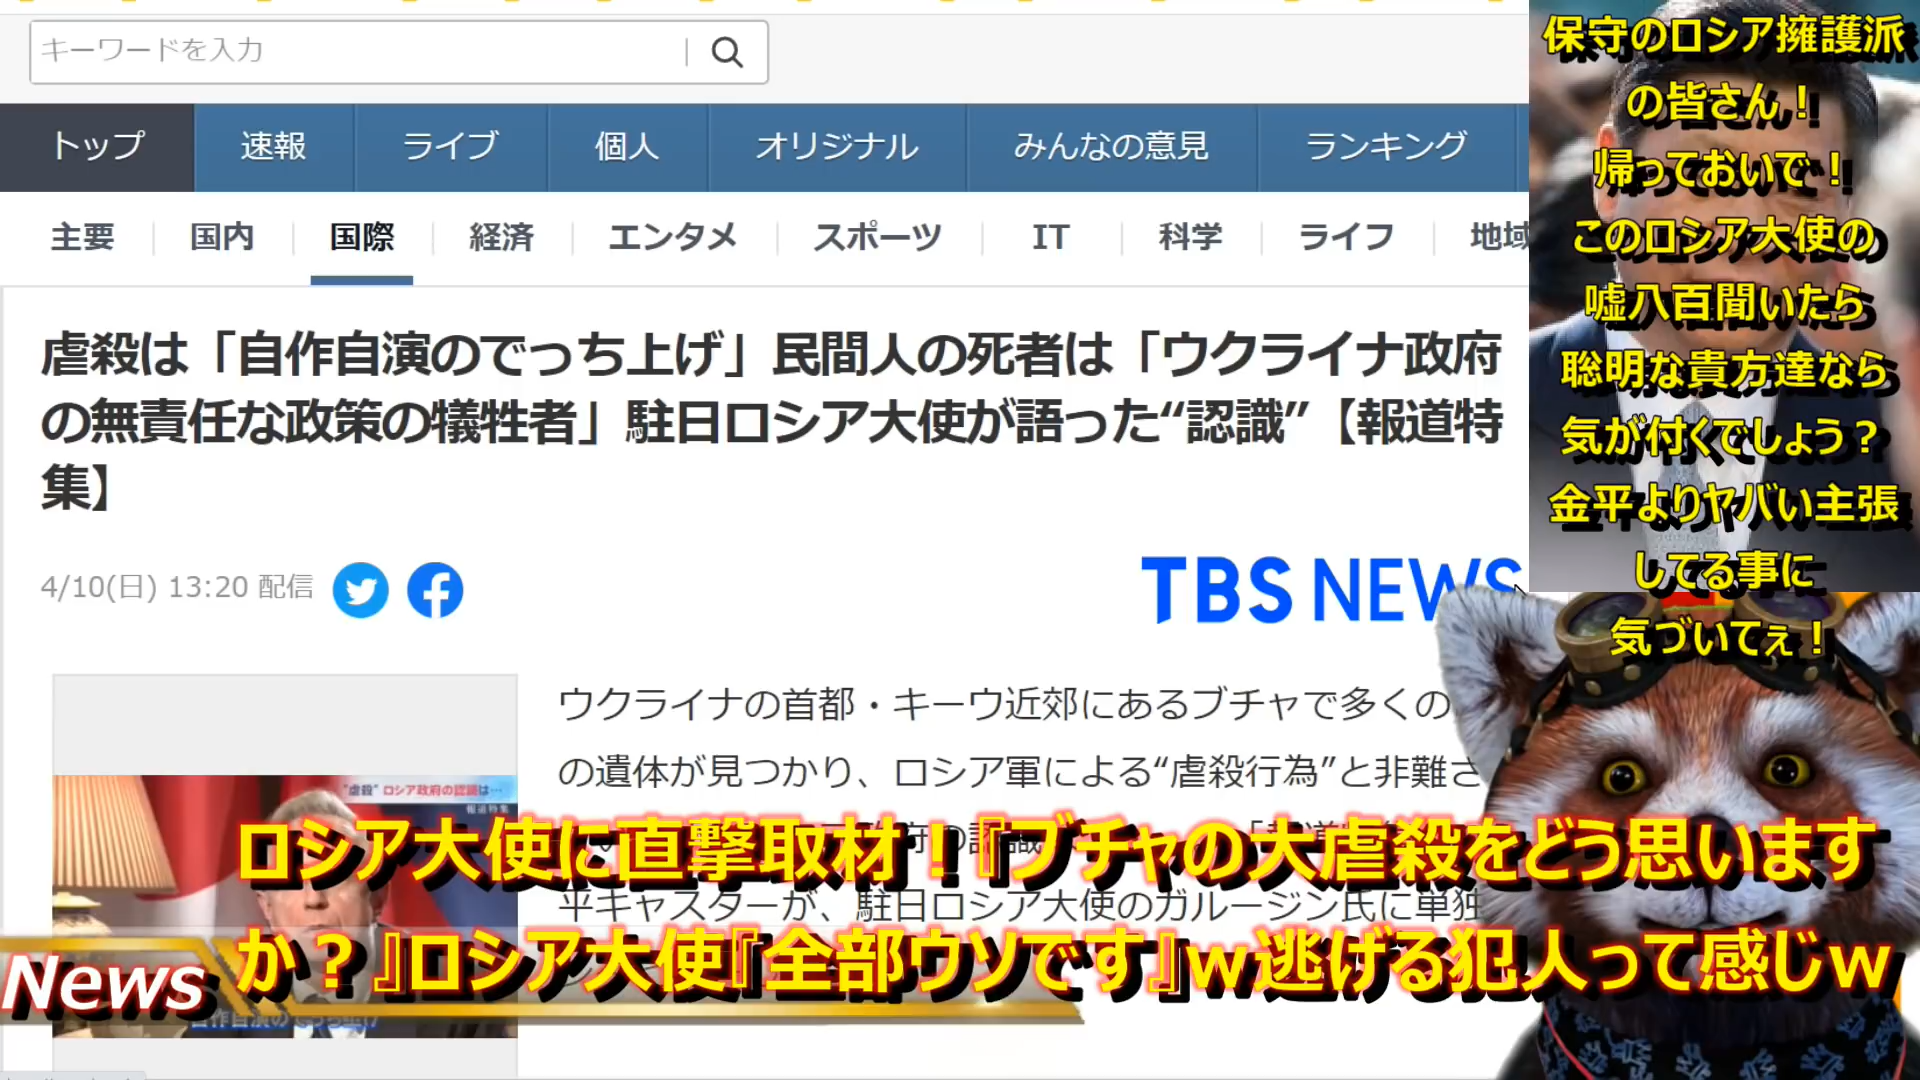 キーワードを入力
トップ
速報
ライブ
個人
オリジナル
みんなの意見
ランキング
主要
国内
国際
経済
エンタメ
スポーツ
IT
科学
ライフ
地域
虐殺は「自作自演のでっち上げ」民間人の死者は「ウクライナ政府
の無責任な政策の犠牲者」駐日ロシア大使が語った“認識”【報道特
集】
4/10(日) 13:20 配信
TBS NEWS
ウクライナの首都・キーウ近郊にあるブチャで多くの
の遺体が見つかり、ロシア軍による“虐殺行為”と非難さ
平キャスターが、駐日ロシア大使のガルージン氏に単独
"虐殺" ロシア政府の認識は…
報道特集
保守のロシア擁護派
の皆さん！
帰っておいで！
このロシア大使の
嘘八百聞いたら
聡明な貴方達なら
気が付くでしょう？
金平よりヤバい主張
してる事に
気づいてぇ！
ロシア大使に直撃取材！『ブチャの大虐殺をどう思います
か？』ロシア大使『全部ウソです』ｗ逃げる犯人って感じｗ
News